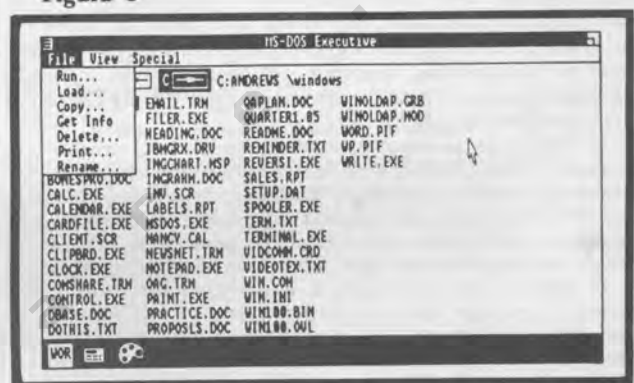 MS-DOS Executive
File View Special
C C:ANDREWS \windows
Run...
Load...
Copy...
Get Info
Delete...
Print...
Rename...
BONESPRO.DOC
CALC.EXE
CALENDAR.EXE
CARDFILE.EXE
CLIENT.SCR
CLIPBRD.EXE
CLOCK.EXE
COMSHARE.TRM
CONTROL.EXE
DBASE.DOC
DOTHIS.TXT
EMAIL.TRM
FILER.EXE
HEADING.DOC
IBMGRX.DRV
INGCHART.MSP
INGRAHM.DOC
INV.SCR
LABELS.RPT
MSDOS.EXE
NANCY.CAL
NEWSNET.TRM
NOTEPAD.EXE
OAG.TRM
PAINT.EXE
PRACTICE.DOC
PROPOSLS.DOC
QAPLAN.DOC
QUARTER1.85
README.DOC
REMINDER.TXT
REVERSI.EXE
SALES.RPT
SETUP.DAT
SPOOLER.EXE
TERM.TXT
TERMINAL.EXE
VIDCOMM.CRD
VIDEOTEX.TXT
WIN.COM
WIN.INI
WIN100.BIN
WIN100.OVL
WINOLDAP.GRB
WINOLDAP.MOD
WORD.PIF
WP.PIF
WRITE.EXE
WOR